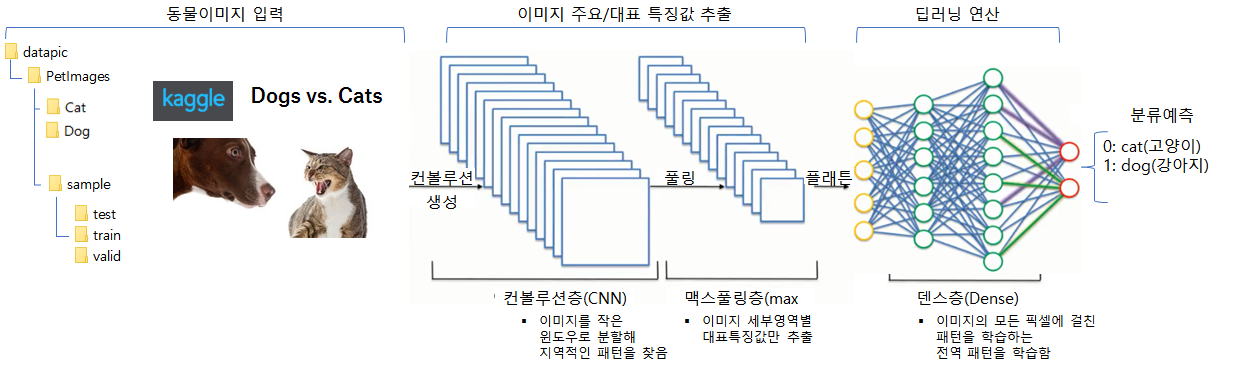 동물이미지 입력
이미지 주요/대표 특징값 추출
딥러닝 연산
datapic
PetImages
Cat
Dog
sample
test
train
valid
kaggle
Dogs vs. Cats
컨볼루션
생성
풀링
플래튼
분류예측
0: cat(고양이)
1: dog(강아지)
컨볼루션층(CNN)
▪ 이미지를 작은
윈도우로 분할해
지역적인 패턴을 찾음
맥스풀링층(max
▪ 이미지 세부영역별
대표특징값만 추출
덴스층(Dense)
▪ 이미지의 모든 픽셀에 걸친
패턴을 학습하는
전역 패턴을 학습함